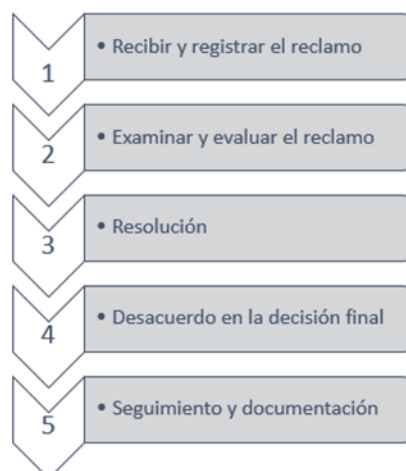 1
• Recibir y registrar el reclamo
2
• Examinar y evaluar el reclamo
3
• Resolución
4
• Desacuerdo en la decisión final
5
• Seguimiento y documentación